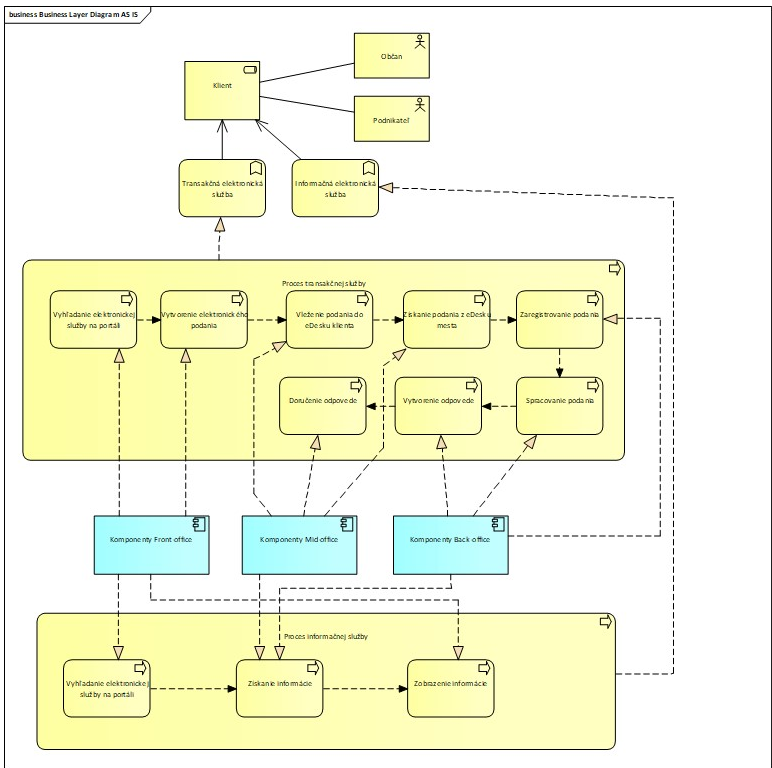 business Business Layer Diagram AS IS
Občan
Klient
Podnikateľ
Transakčná elektronická
služba
Informačná elektronická
služba
Proces transakčnej služby
Vyhľadanie elektronickej
služby na portáli
Vytvorenie elektronického
podania
Vloženie podania do
eDesku klienta
Získanie podania z eDesku
mesta
Zaregistrovanie podania
Doručenie odpovede
Vytvorenie odpovede
Spracovanie podania
Komponenty Front office
Komponenty Mid office
Komponenty Back office
Proces informačnej služby
Vyhľadanie elektronickej
služby na portáli
Získanie informácie
Zobrazenie informácie